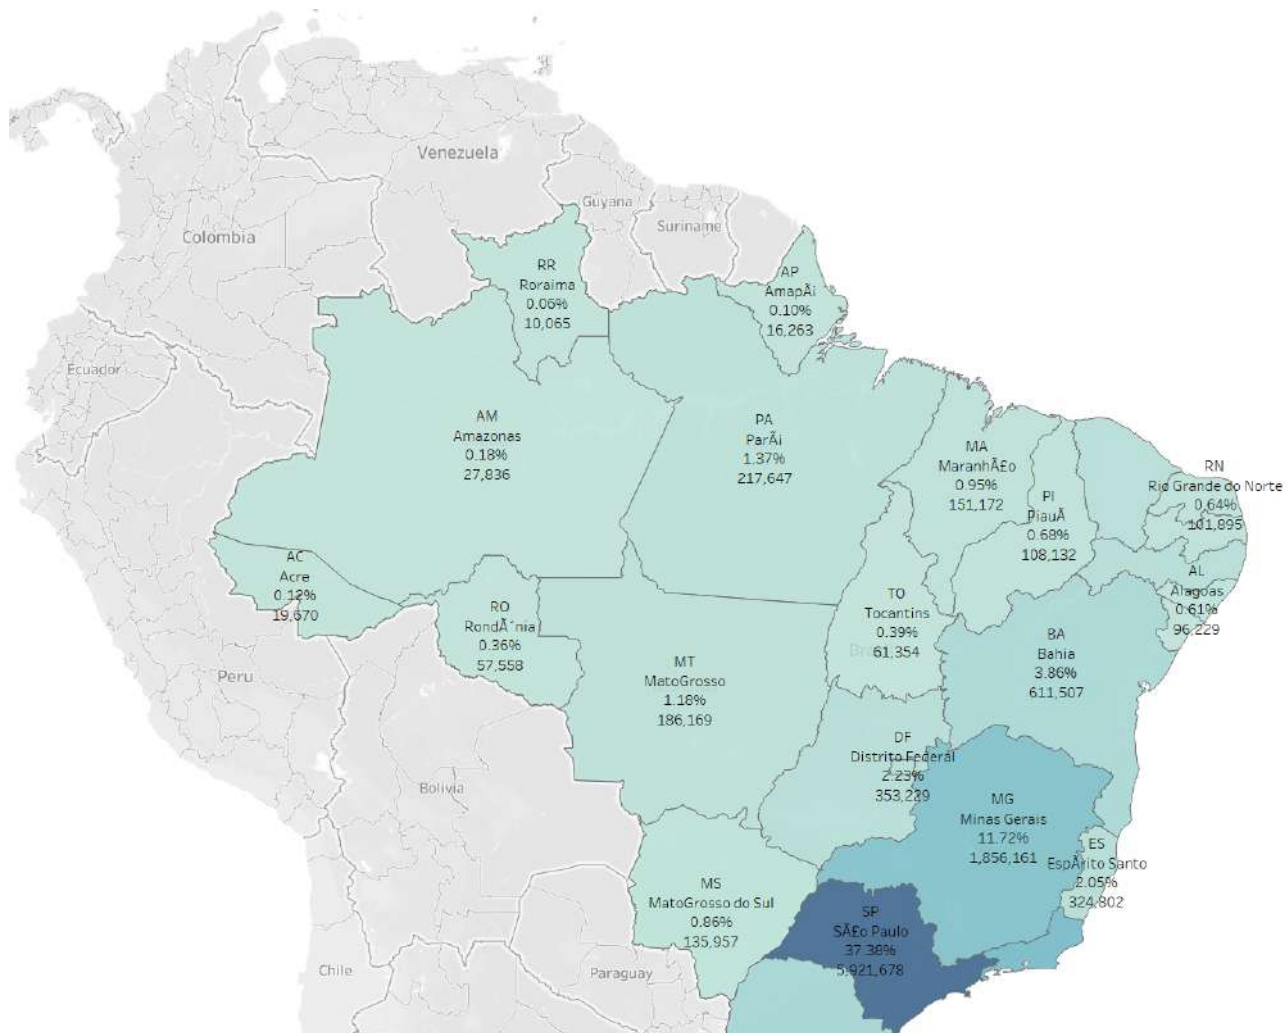 Venezuela
Guyana
Suriname
Colombia
Ecuador
RR
Roraima
0.06%
10,065
AP
AmapÃ¡
0.10%
16,263
AM
Amazonas
0.18%
27,836
PA
ParÃ¡
1.37%
217,647
MA
MaranhÃ£o
0.95%
151,172
PI
PiauÃ
0.68%
108,132
RN
Rio Grande do Norte
0.64%
101,895
AC
Acre
0.12%
19,670
RO
RondÃ´nia
0.36%
57,558
TO
Tocantins
0.39%
61,354
AL
Alagoas
0.61%
96,229
BA
Bahia
3.86%
611,507
Peru
MT
MatoGrosso
1.18%
186,169
DF
Distrito Federal
2.23%
353,229
Bolivia
MG
Minas Gerais
11.72%
1,856,161
ES
EspÃ­rito Santo
2.05%
324,802
MS
MatoGrosso do Sul
0.86%
135,957
SP
SÃ£o Paulo
37.38%
5,921,678
Chile
Paraguay